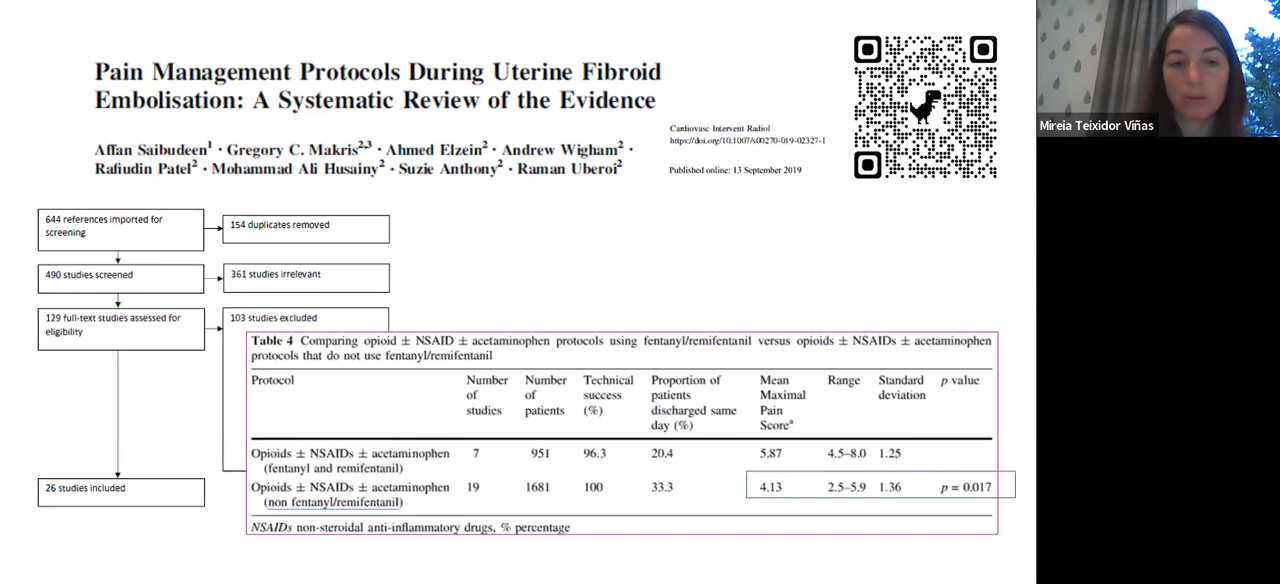 Pain Management Protocols During Uterine Fibroid
Embolisation: A Systematic Review of the Evidence
Affan Saibudeen1 · Gregory C. Makris2,3 · Ahmed Elzein2 · Andrew Wigham2 ·
Rafiudin Patel2 · Mohammad Ali Husainy2 · Suzie Anthony2 · Raman Uberoi2
Cardiovasc Intervent Radiol
https://doi.org/10.1007/s00270-019-02327-1
Published online: 13 September 2019
Mireia Teixidor Viñas
644 references imported for
screening
154 duplicates removed
490 studies screened
361 studies irrelevant
129 full-text studies assessed for
eligibility
103 studies excluded
26 studies included
Table 4 Comparing opioid ± NSAID ± acetaminophen protocols using fentanyl/remifentanil versus opioids ± NSAIDs ± acetaminophen
protocols that do not use fentanyl/remifentanil
Protocol
Number
of
studies
Number
of
patients
Technical
success
(%)
Proportion of
patients
discharged same
day (%)
Mean
Maximal
Pain
Scorea
Range
Standard
deviation
p value
Opioids ± NSAIDs ± acetaminophen
(fentanyl and remifentanil)
7 951 96.3 20.4 5.87 4.5–8.0 1.25
Opioids ± NSAIDs ± acetaminophen
(non fentanyl/remifentanil)
19 1681 100 33.3 4.13 2.5–5.9 1.36 p = 0.017
NSAIDs non-steroidal anti-inflammatory drugs, % percentage